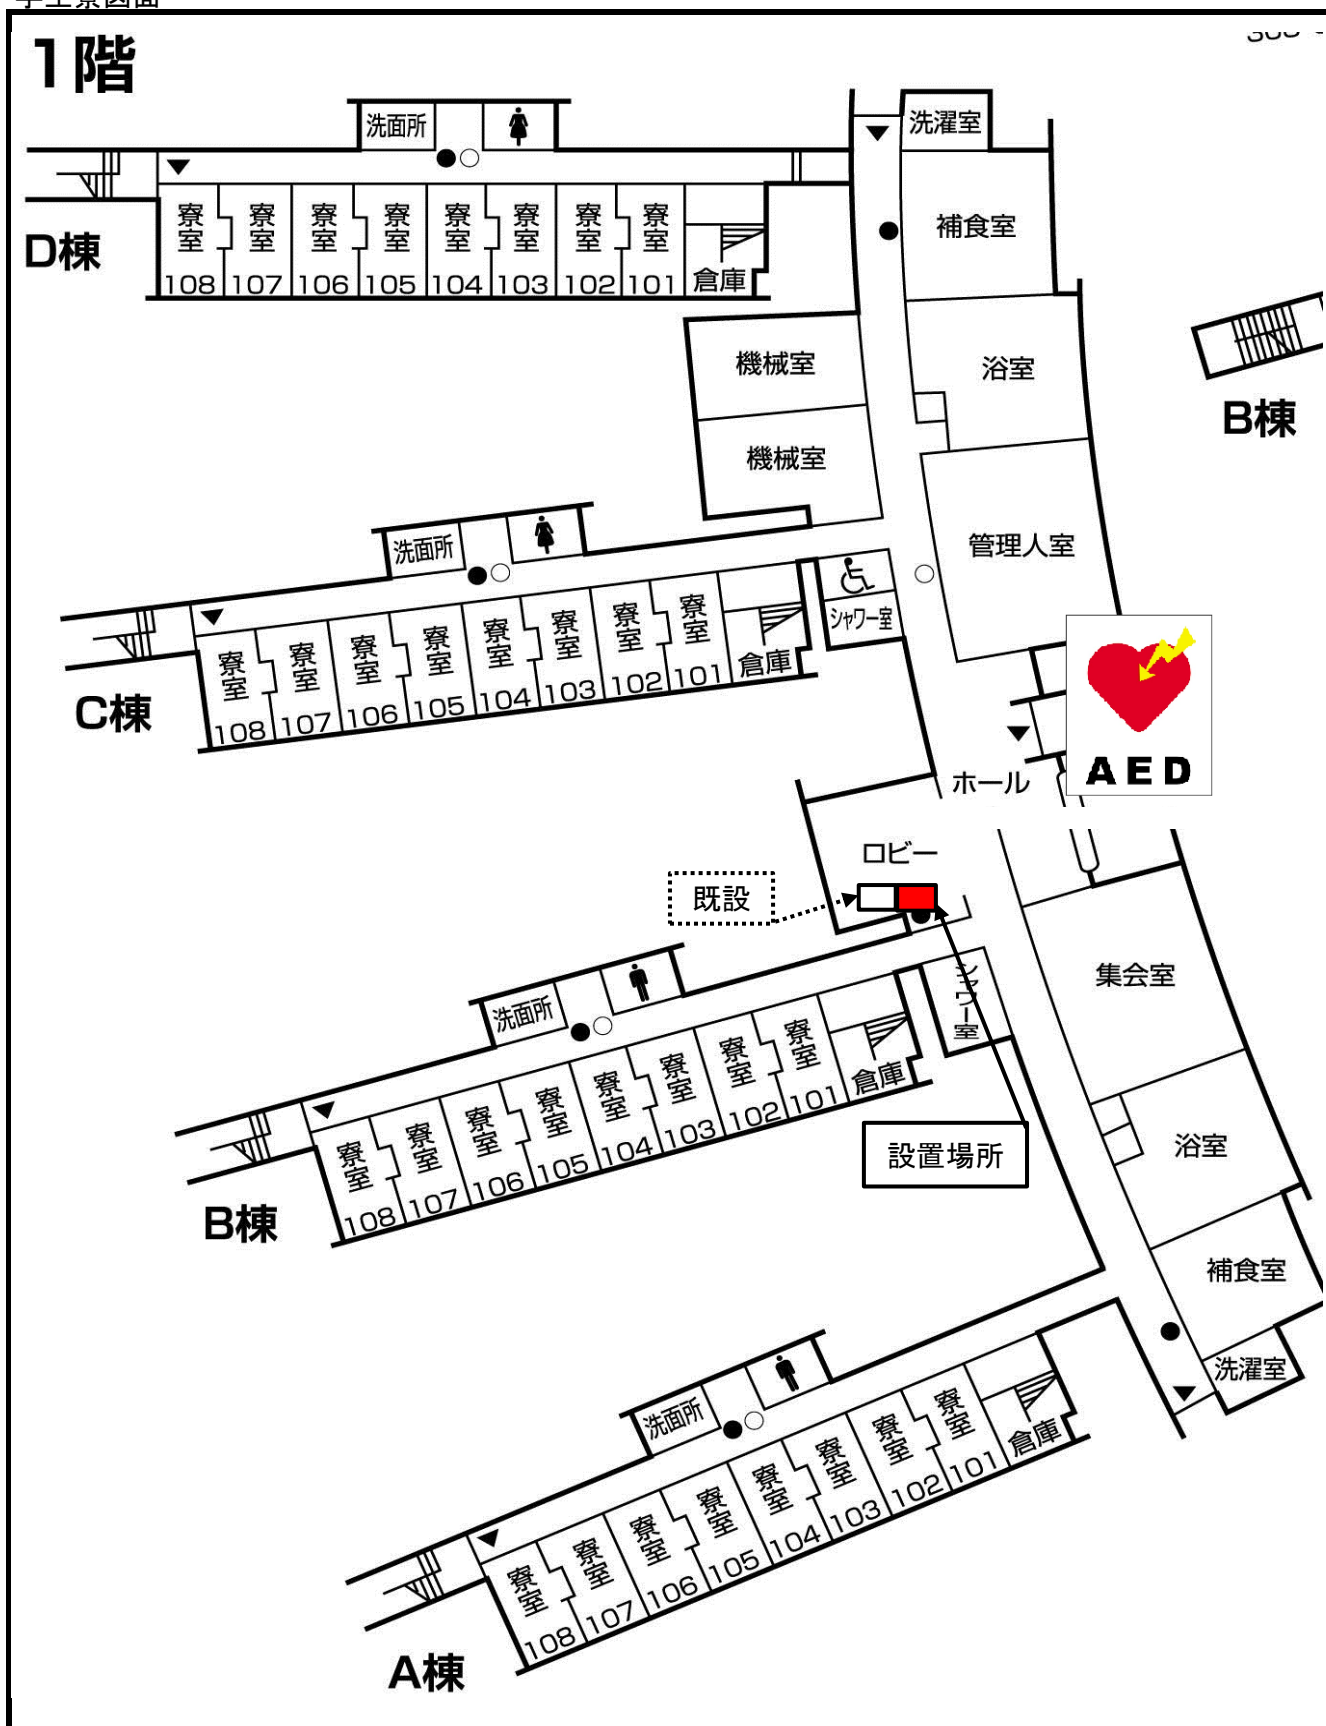 1階
洗面所
洗濯室
寮室 108
寮室 107
寮室 106
寮室 105
寮室 104
寮室 103
寮室 102
寮室 101
倉庫
D棟
補食室
機械室
浴室
機械室
B棟
管理人室
洗面所
シャワー室
寮室 108
寮室 107
寮室 106
寮室 105
寮室 104
寮室 103
寮室 102
寮室 101
倉庫
C棟
AED
ホール
ロビー
既設
集会室
シャワー室
洗面所
寮室 108
寮室 107
寮室 106
寮室 105
寮室 104
寮室 103
寮室 102
寮室 101
倉庫
B棟
設置場所
浴室
補食室
洗濯室
洗面所
寮室 108
寮室 107
寮室 106
寮室 105
寮室 104
寮室 103
寮室 102
寮室 101
倉庫
A棟